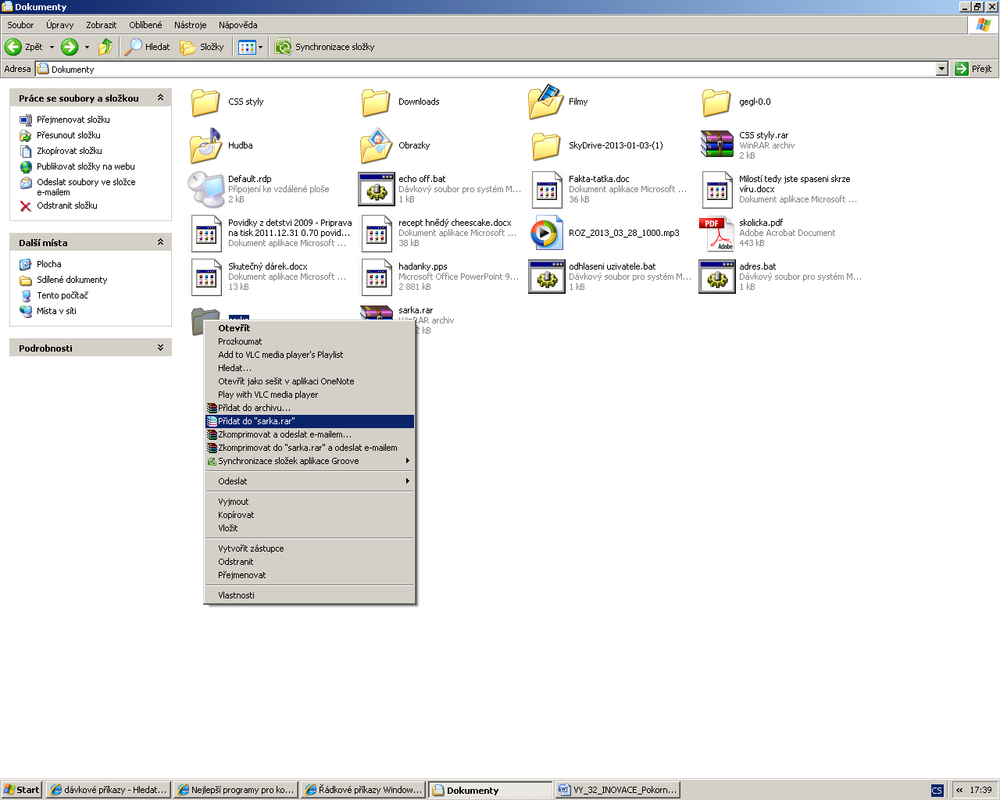 Dokumenty
Soubor Úpravy Zobrazit Oblíbené Nástroje Nápověda
Zpět Hledat Složky Synchronizace složky
Adresa Dokumenty Přejít
Práce se soubory a složkou
Přejmenovat složku
Přesunout složku
Zkopírovat složku
Publikovat složky na webu
Odeslat soubory ve složce
e-mailem
Odstranit složku
Další místa
Plocha
Sdílené dokumenty
Tento počítač
Místa v síti
Podrobnosti
CSS styly
Downloads
Filmy
gegl-0.0
Hudba
Obrazky
SkyDrive-2013-01-03-(1)
CSS styly.rar
WinRAR archiv
2 kB
Default.rdp
Připojení ke vzdálené ploše
2 kB
echo off.bat
Dávkový soubor pro systém M...
1 kB
Fakta-tatka.doc
Dokument aplikace Microsoft ...
36 kB
Milostí tedy jste spaseni skrze
víru.docx
Dokument aplikace Microsoft ...
Povidky z detstvi 2009 - Priprava
na tisk 2011.12.31 0.70 povid...
Dokument aplikace Microsoft ...
recept hnědý cheescake.docx
Dokument aplikace Microsoft ...
38 kB
ROZ_2013_03_28_1000.mp3
PDF
Adobe
skolicka.pdf
Adobe Acrobat Document
443 kB
Skutečný dárek.docx
Dokument aplikace Microsoft ...
13 kB
hadanky.pps
Microsoft Office PowerPoint 9...
2 881 kB
odhlaseni uzivatele.bat
Dávkový soubor pro systém M...
1 kB
adres.bat
Dávkový soubor pro systém M...
1 kB
sarka.rar
WinRAR archiv
2 kB
Otevřít
Prozkoumat
Add to VLC media player's Playlist
Hledat...
Otevřít jako sešit v aplikaci OneNote
Play with VLC media player
Přidat do archivu...
Přidat do "sarka.rar"
Zkomprimovat a odeslat e-mailem...
Zkomprimovat do "sarka.rar" a odeslat e-mailem
Synchronizace složek aplikace Groove
Odeslat
Vyjmout
Kopírovat
Vložit
Vytvořit zástupce
Odstranit
Přejmenovat
Vlastnosti
Start dávkové příkazy - Hledat... Nejlepší programy pro ko... Řádkové příkazy Window... Dokumenty VY_32_INOVACE_Pokorn... CS « 17:39